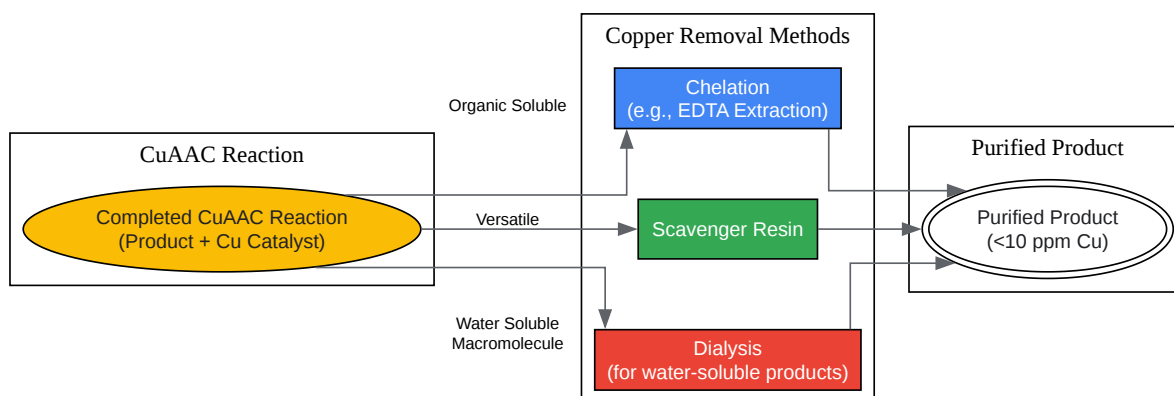 Copper Removal Methods
Chelation
(e.g., EDTA Extraction)
Organic Soluble
CuAAC Reaction
Purified Product
Completed CuAAC Reaction
(Product + Cu Catalyst)
Versatile
Scavenger Resin
Purified Product
(<10 ppm Cu)
Water Soluble
Macromolecule
Dialysis
(for water-soluble products)